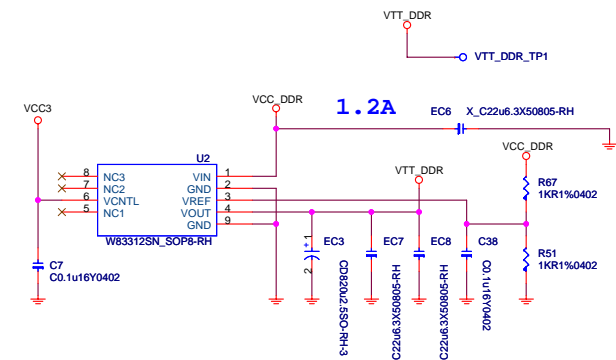 VTT_DDR
VTT_DDR_TP1
VCC3
VCC_DDR
1.2A
EC6
X_C22u6.3X50805-RH
VCC_DDR
U2
8 NC3 VIN 1
7 NC2 GND 2
6 VCNTL VREF 3
5 NC1 VOUT 4
GND 9
W83312SN_SOP8-RH
VTT_DDR
R67
1KR1%0402
C7
C0.1u16Y0402
1
+
2
EC3
CD820u2.5SO-RH-3
EC7
C22u6.3X50805-RH
EC8
C22u6.3X50805-RH
C38
C0.1u16Y0402
R51
1KR1%0402